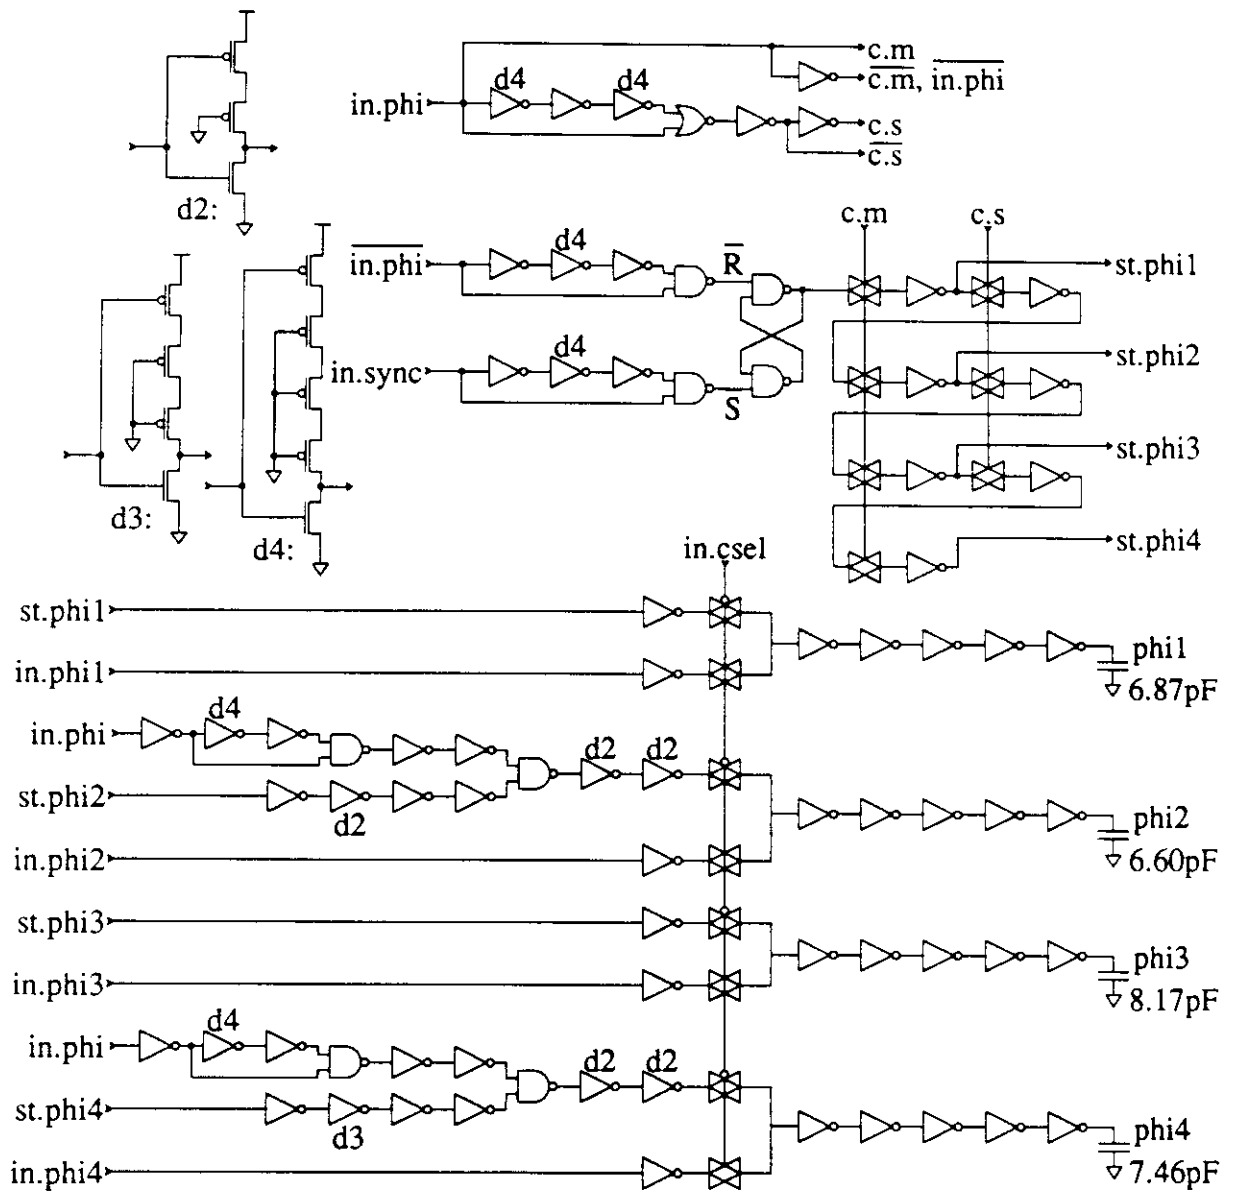 c.m
c.m, in.phi
d4 d4
in.phi
c.s
c.s
d2:
c.m c.s
in.phi d4 R st.phi1
in.sync d4 S st.phi2
st.phi3
d3:
d4:
in.csel st.phi4
st.phi1
phi1
in.phi1 6.87pF
d4
in.phi
d2 d2
st.phi2
d2 phi2
in.phi2 6.60pF
st.phi3
phi3
in.phi3 8.17pF
d4
in.phi
d2 d2
st.phi4
d3 phi4
in.phi4 7.46pF